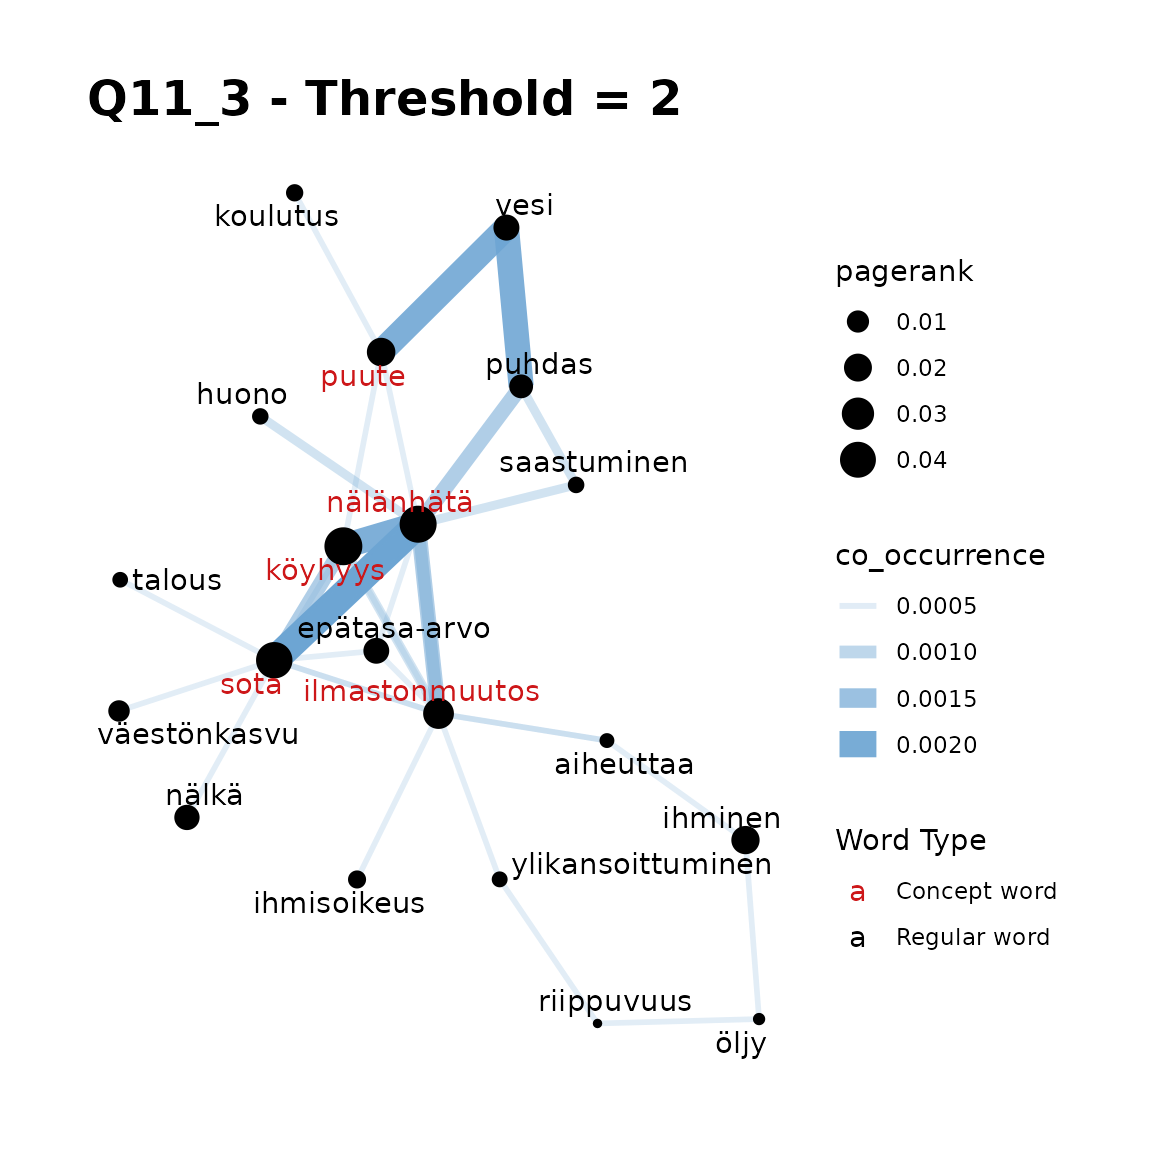 Q11_3 - Threshold = 2
koulutus
vesi
puute
puhdas
huono
saastuminen
nälänhätä
köyhyys
talous
epätasa-arvo
sota
ilmastonmuutos
väestönkasvu
aiheuttaa
nälkä
ihminen
ylikansoittuminen
ihmisoikeus
riippuvuus
öljy
pagerank
0.01
0.02
0.03
0.04
co_occurrence
0.0005
0.0010
0.0015
0.0020
Word Type
a Concept word
a Regular word